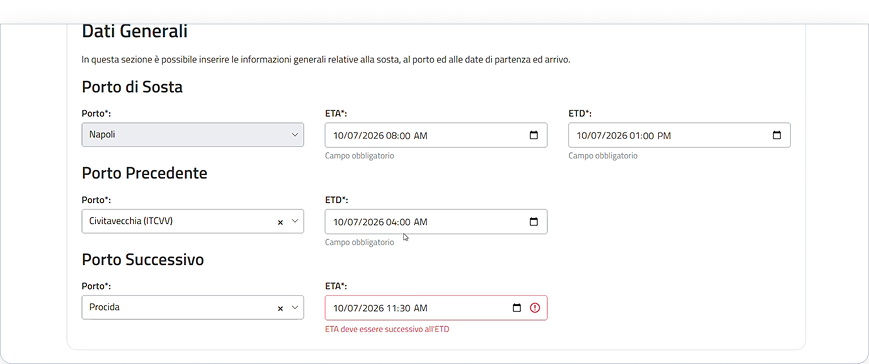 Dati Generali
In questa sezione è possibile inserire le informazioni generali relative alla sosta, al porto ed alle date di partenza ed arrivo.
Porto di Sosta
Porto*: ETA*: ETD*:
Napoli 10/07/2026 08:00 AM 10/07/2026 01:00 PM
Campo obbligatorio Campo obbligatorio
Porto Precedente
Porto*: ETD*:
Civitavecchia (ITCVV) × 10/07/2026 04:00 AM
Campo obbligatorio
Porto Successivo
Porto*: ETA*:
Procida × 10/07/2026 11:30 AM
ETA deve essere successivo all'ETD